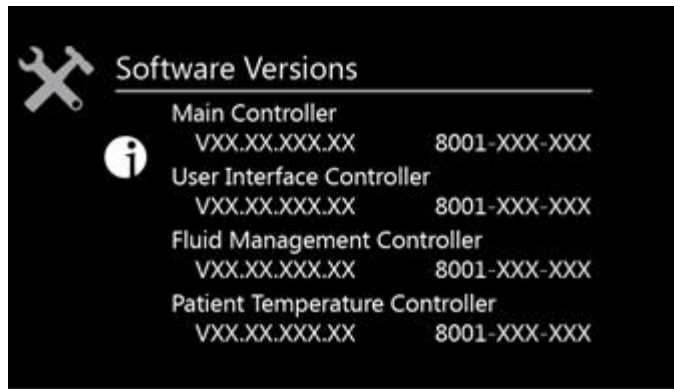 Software Versions
Main Controller
VXX.XX.XXX.XX 8001-XXX-XXX
User Interface Controller
VXX.XX.XXX.XX 8001-XXX-XXX
Fluid Management Controller
VXX.XX.XXX.XX 8001-XXX-XXX
Patient Temperature Controller
VXX.XX.XXX.XX 8001-XXX-XXX